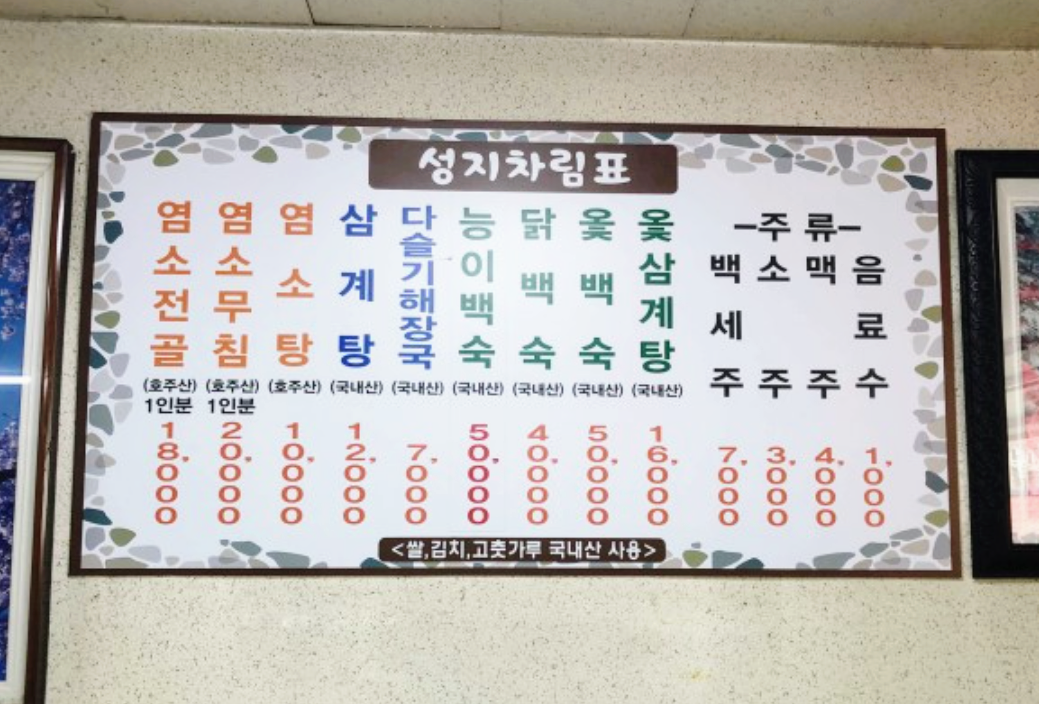 성지차림표
염소전골 (호주산) 1인분 18,000
염소무침 (호주산) 1인분 20,000
염소탕 (호주산) 10,000
삼계탕 (국내산) 12,000
다슬기해장국 (국내산) 7,000
능이백숙 (국내산) 50,000
닭백숙 (국내산) 40,000
옻백숙 (국내산) 50,000
옻삼계탕 (국내산) 16,000
-주류-
백세주 7,000
소주 3,000
맥주 4,000
음료수 1,000
<쌀,김치,고춧가루 국내산 사용>